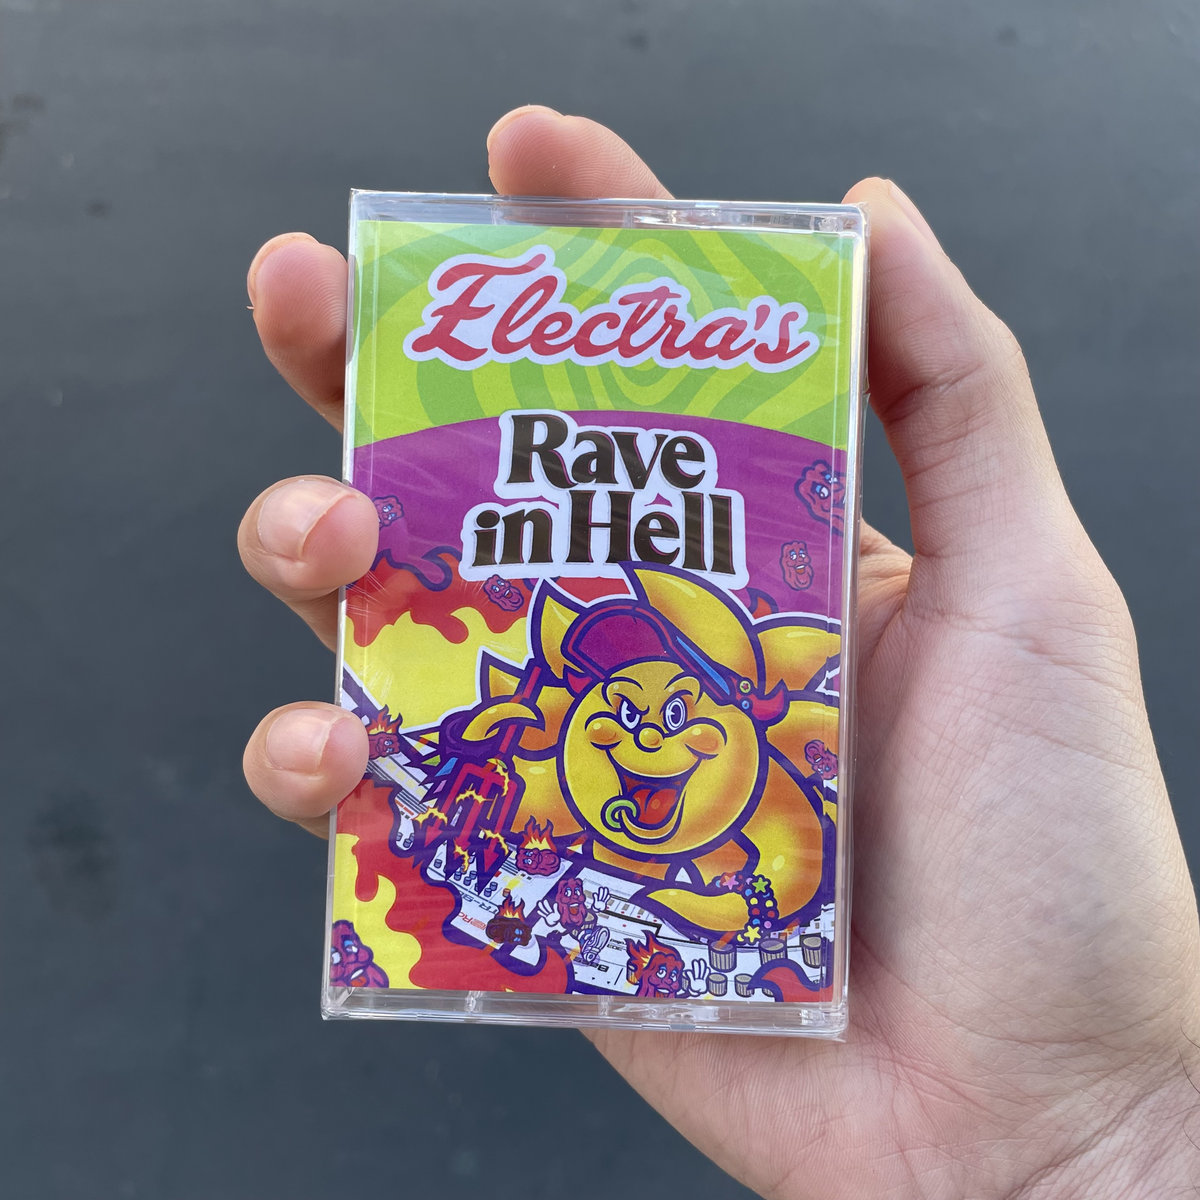 Electra's
Rave
in Hell